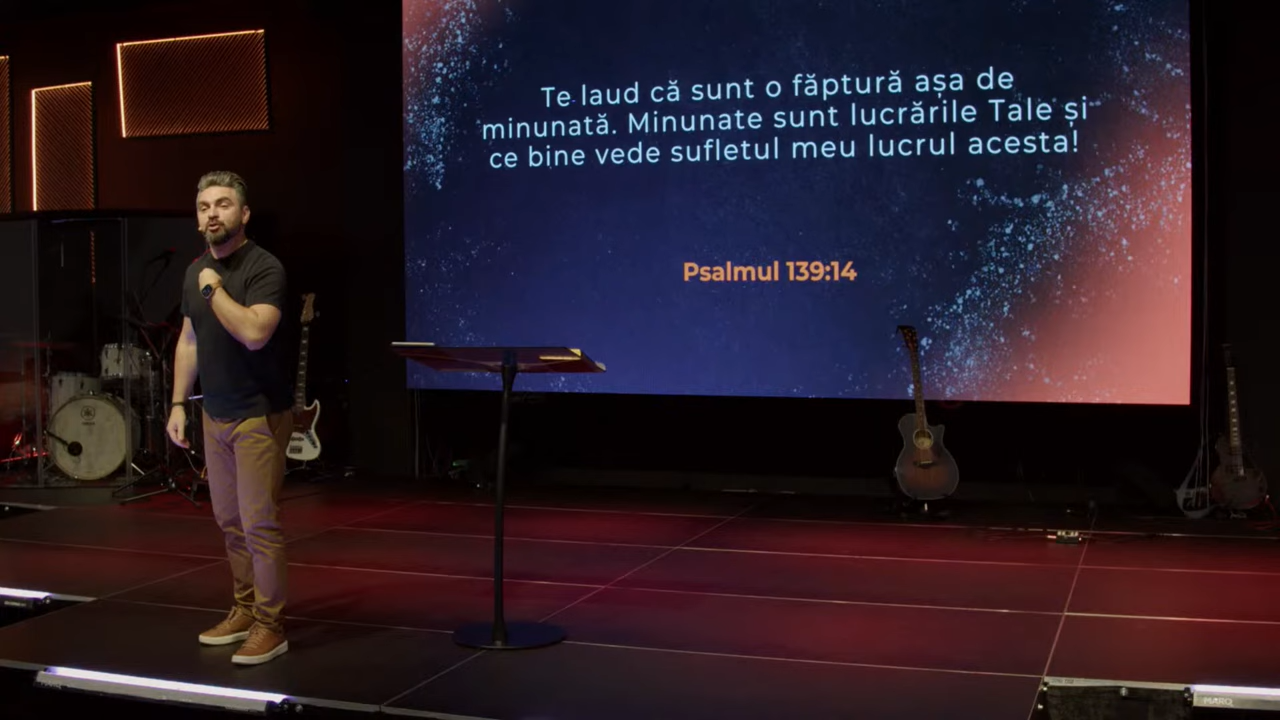 Te laud că sunt o făptură așa de
minunată. Minunate sunt lucrările Tale și
ce bine vede sufletul meu lucrul acesta!
Psalmul 139:14